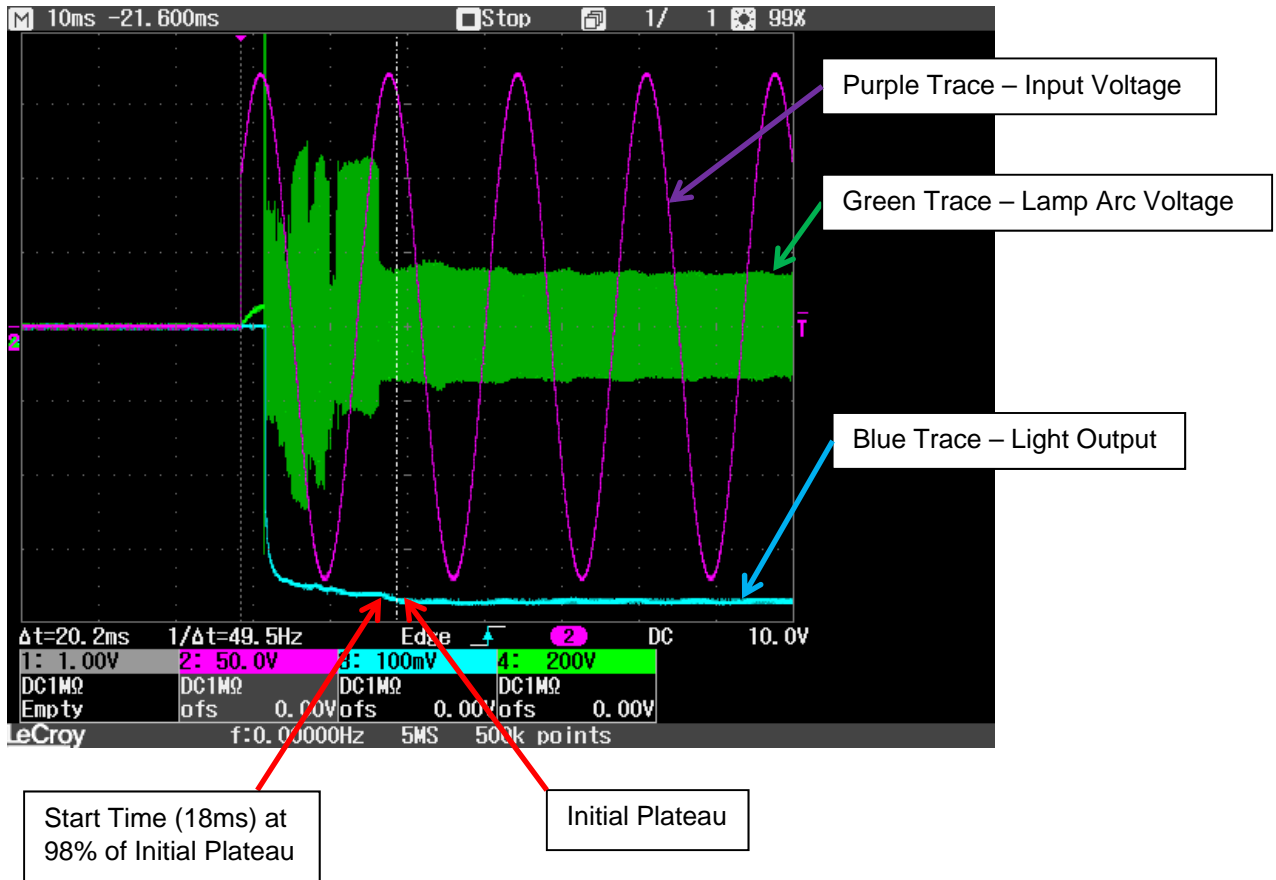 M 10ms -21.600ms Stop 1/ 1 99%
Purple Trace – Input Voltage
Green Trace – Lamp Arc Voltage
2
T
Blue Trace – Light Output
Δt=20.2ms 1/Δt=49.5Hz Edge 2 DC 10.0V
1: 1.00V 2: 50.0V 3: 100mV 4: 200V
DC1MΩ DC1MΩ DC1MΩ DC1MΩ
Empty ofs 0.00V ofs 0.00V ofs 0.00V
LeCroy f:0.00000Hz 5MS 500k points
Start Time (18ms) at
98% of Initial Plateau
Initial Plateau